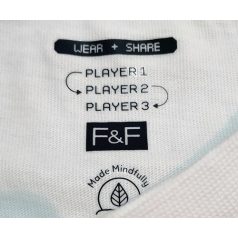 WEAR + SHARE
PLAYER 1
PLAYER 2
PLAYER 3
F&F
Made Mindfully